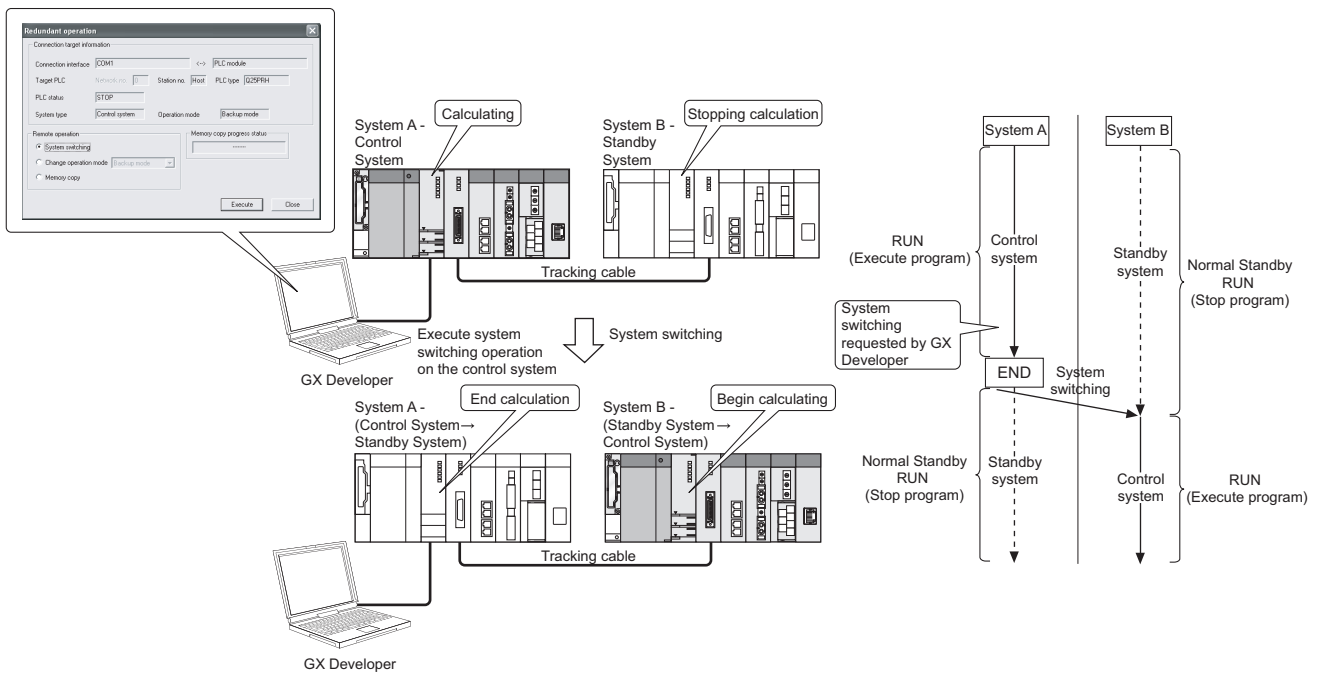 Redundant operation
Connection target information
Connection interface COM1 <--> PLC module
Target PLC Network no. 0 Station no. Host PLC type Q25PRH
PLC status STOP
System type Control system Operation mode Backup mode
Remote operation
System switching
Change operation mode Backup mode
Memory copy
Memory copy progress status
Execute Close
System A -
Control
System
Calculating
System B -
Standby
System
Stopping calculation
Tracking cable
GX Developer
Execute system
switching operation
on the control system
System switching
System A -
(Control System→
Standby System)
End calculation
System B -
(Standby System→
Control System)
Begin calculating
Tracking cable
GX Developer
System A
System B
RUN
(Execute program)
Control
system
Standby
system
Normal Standby
RUN
(Stop program)
System
switching
requested by GX
Developer
END
System
switching
Normal Standby
RUN
(Stop program)
Standby
system
Control
system
RUN
(Execute program)